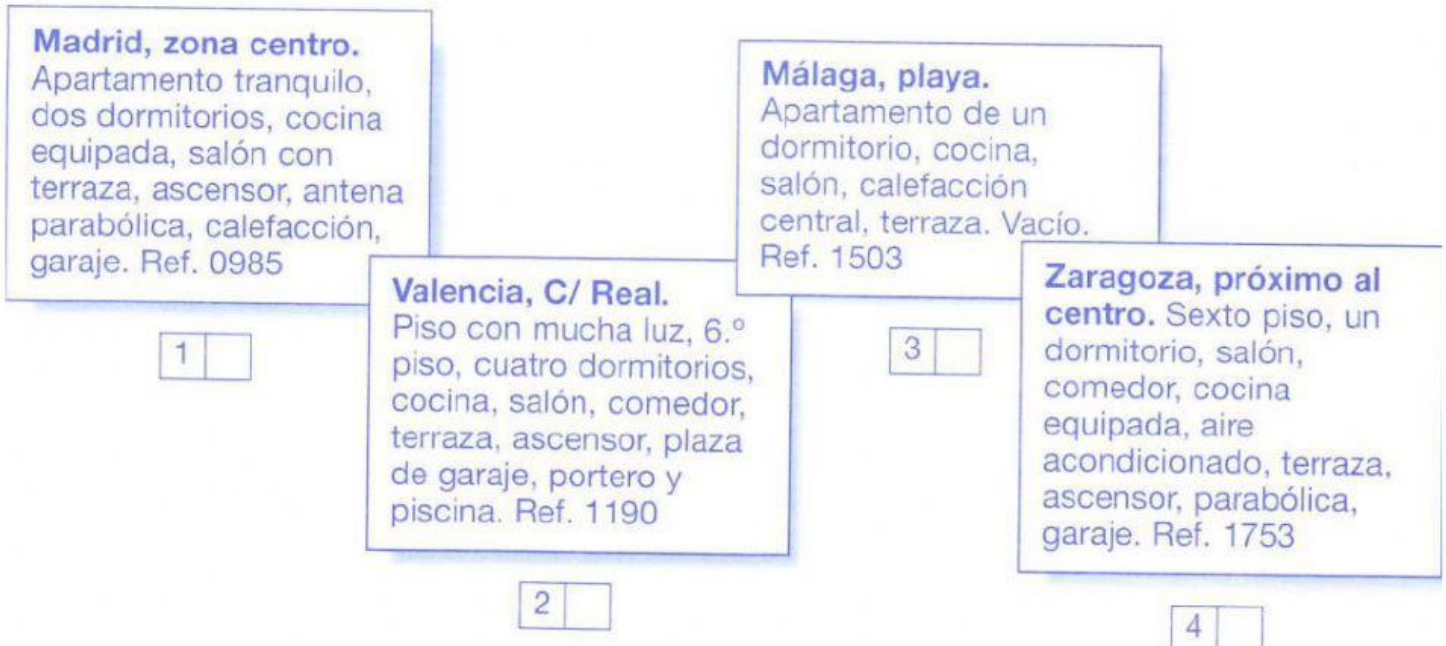 Madrid, zona centro.
Apartamento tranquilo,
dos dormitorios, cocina
equipada, salón con
terraza, ascensor, antena
parabólica, calefacción,
garaje. Ref. 0985
1
Valencia, C/ Real.
Piso con mucha luz, 6.º
piso, cuatro dormitorios,
cocina, salón, comedor,
terraza, ascensor, plaza
de garaje, portero y
piscina. Ref. 1190
2
Málaga, playa.
Apartamento de un
dormitorio, cocina,
salón, calefacción
central, terraza. Vacío.
Ref. 1503
3
Zaragoza, próximo al
centro. Sexto piso, un
dormitorio, salón,
comedor, cocina
equipada, aire
acondicionado, terraza,
ascensor, parabólica,
garaje. Ref. 1753
4